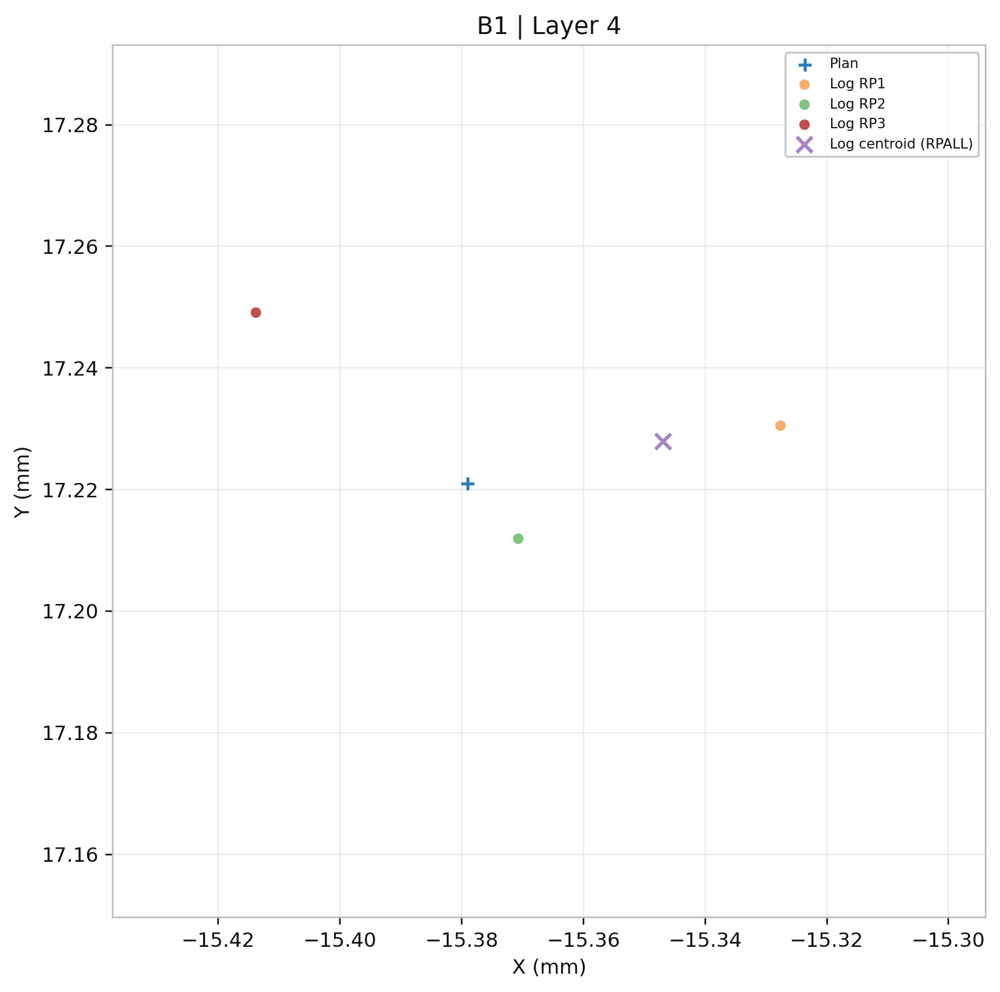 B1 | Layer 4
Plan
Log RP1
Log RP2
Log RP3
Log centroid (RPALL)
17.28
17.26
17.24
17.22
17.20
17.18
17.16
Y (mm)
−15.42 −15.40 −15.38 −15.36 −15.34 −15.32 −15.30
X (mm)